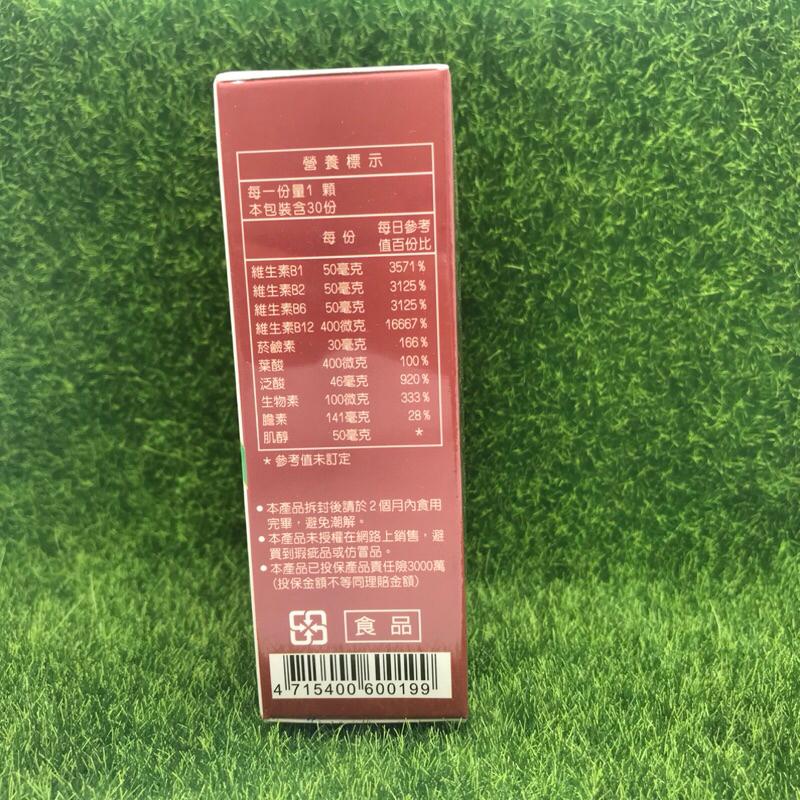 營養標示
每一份量1 顆
本包裝含30份
每份 每日參考值百份比
維生素B1 50毫克 3571%
維生素B2 50毫克 3125%
維生素B6 50毫克 3125%
維生素B12 400微克 16667%
菸鹼素 30毫克 166%
葉酸 400微克 100%
泛酸 46毫克 920%
生物素 100微克 333%
膽素 141毫克 28%
肌醇 50毫克 *
* 參考值未訂定
●本產品拆封後請於2個月內食用
完畢，避免潮解。
●本產品未授權在網路上銷售，避
買到瑕疵品或仿冒品。
●本產品已投保產品責任險3000萬
(投保金額不等同理賠金額)
食品
4 715400 600199